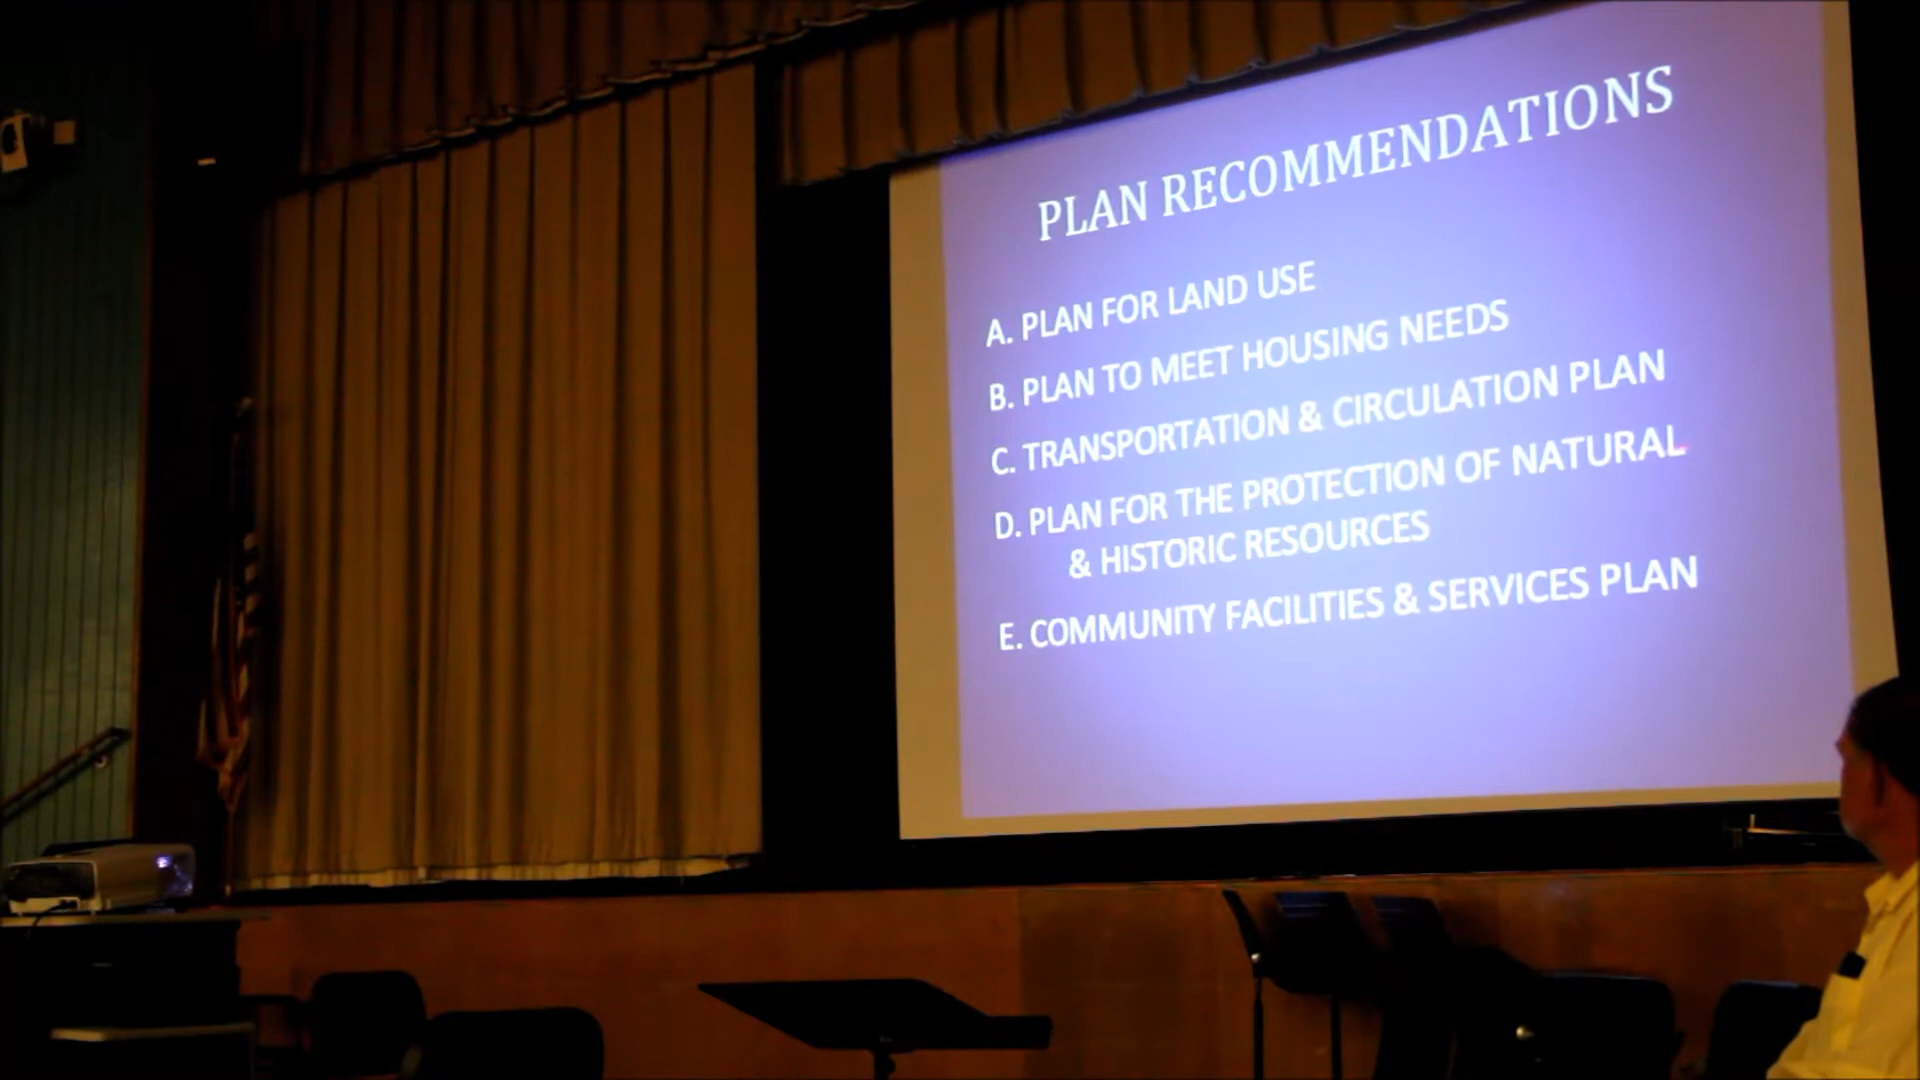 PLAN RECOMMENDATIONS
A. PLAN FOR LAND USE
B. PLAN TO MEET HOUSING NEEDS
C. TRANSPORTATION & CIRCULATION PLAN
D. PLAN FOR THE PROTECTION OF NATURAL
& HISTORIC RESOURCES
E. COMMUNITY FACILITIES & SERVICES PLAN